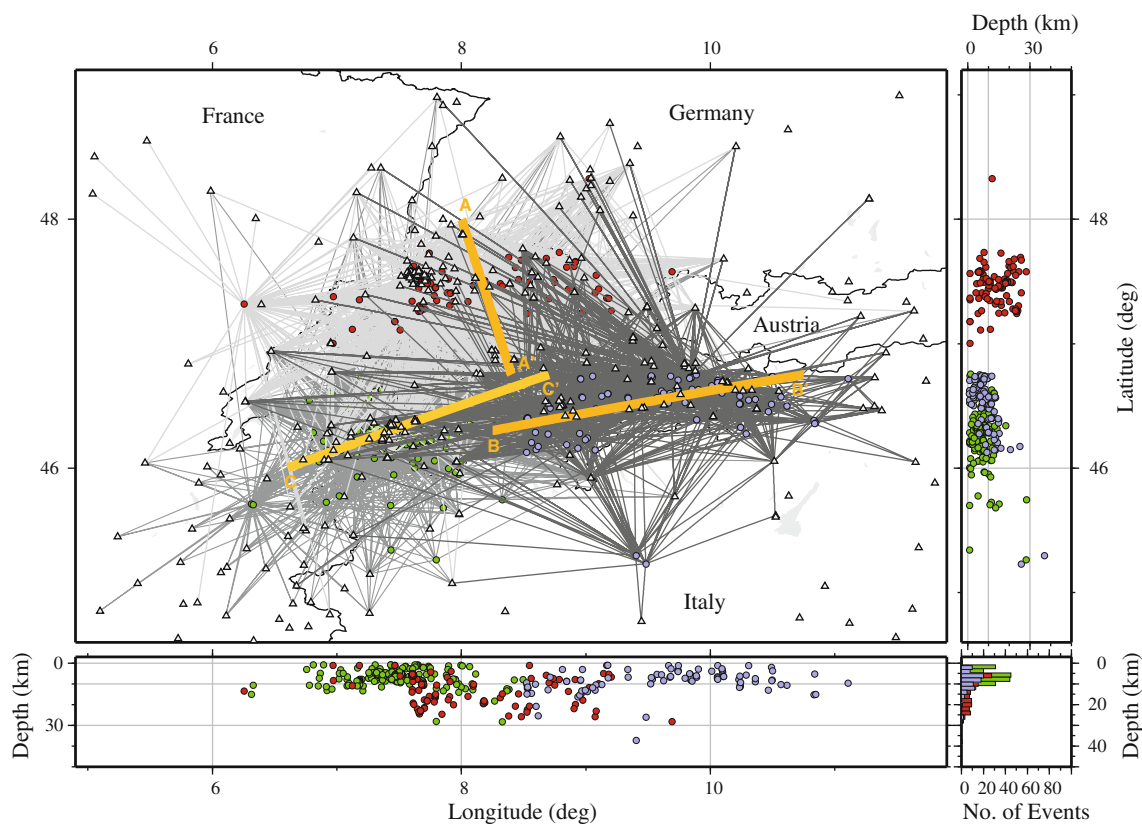 Depth (km)
6 8 10 0 30
France
Germany
A
48
48
Austria
A'
C'
B'
B
46
46
C
Italy
Latitude (deg)
0
30
Depth (km)
0
20
40
Depth (km)
6 8 10 0 20 40 60 80
Longitude (deg)
No. of Events